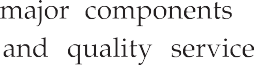 major components
and quality service